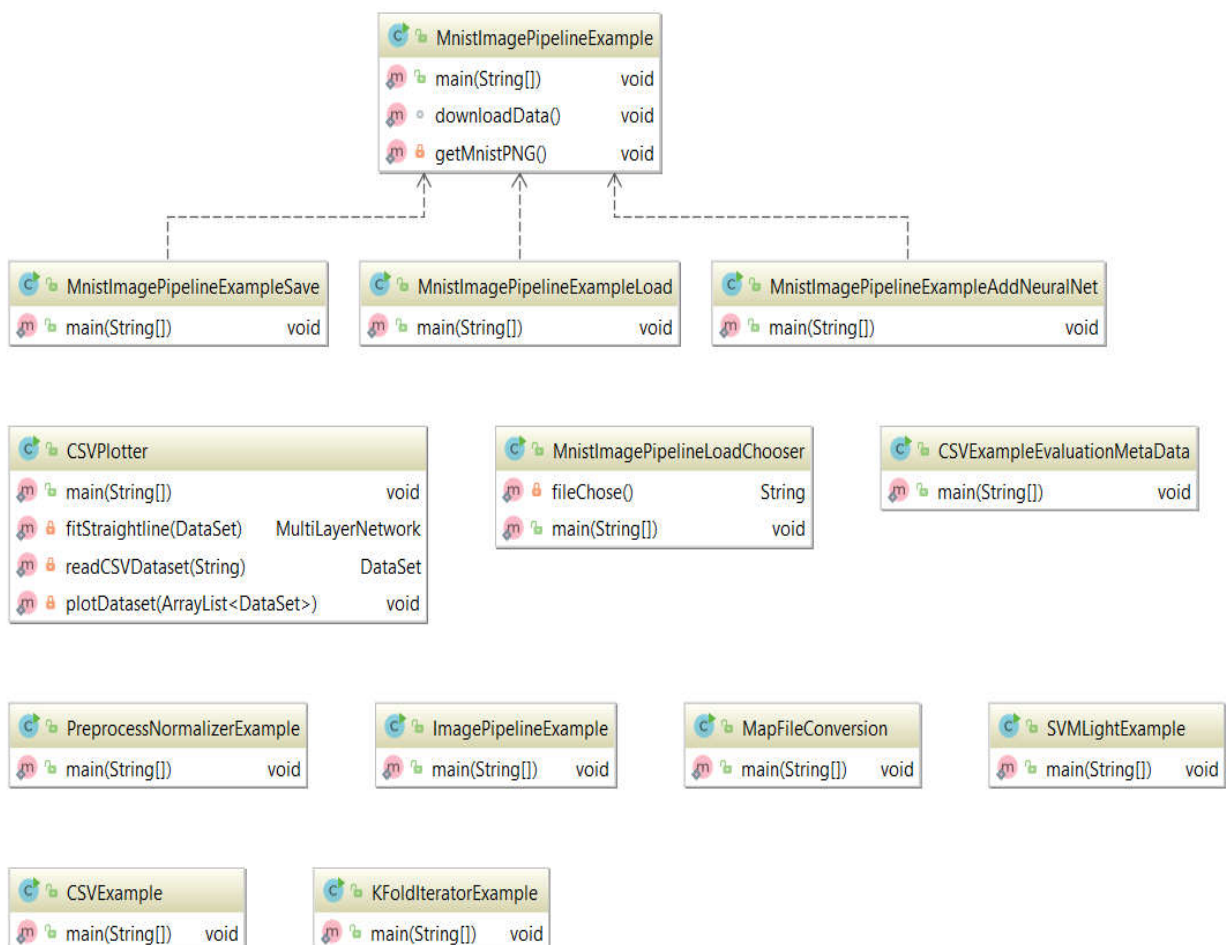 MnistImagePipelineExample
main(String[]) void
downloadData() void
getMnistPNG() void
MnistImagePipelineExampleSave
main(String[]) void
MnistImagePipelineExampleLoad
main(String[]) void
MnistImagePipelineExampleAddNeuralNet
main(String[]) void
CSVPlotter
main(String[]) void
fitStraightline(DataSet) MultiLayerNetwork
readCSVDataset(String) DataSet
plotDataset(ArrayList<DataSet>) void
MnistImagePipelineLoadChooser
fileChose() String
main(String[]) void
CSVExampleEvaluationMetaData
main(String[]) void
PreprocessNormalizerExample
main(String[]) void
ImagePipelineExample
main(String[]) void
MapFileConversion
main(String[]) void
SVMLightExample
main(String[]) void
CSVExample
main(String[]) void
KFoldIteratorExample
main(String[]) void